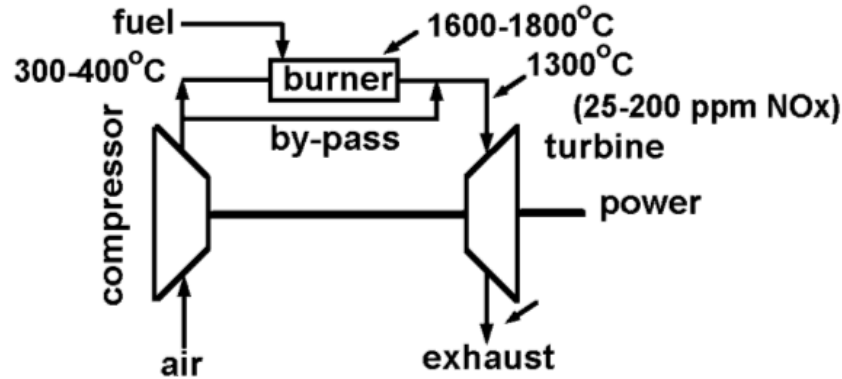 fuel
1600-1800°C
300-400°C
burner
1300°C
(25-200 ppm NOx)
by-pass
turbine
compressor
power
air
exhaust